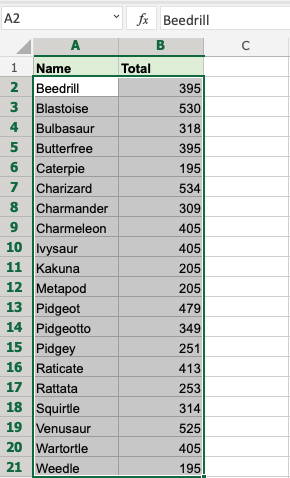 A2 fx Beedrill
A B C
1 Name Total
2 Beedrill 395
3 Blastoise 530
4 Bulbasaur 318
5 Butterfree 395
6 Caterpie 195
7 Charizard 534
8 Charmander 309
9 Charmeleon 405
10 Ivysaur 405
11 Kakuna 205
12 Metapod 205
13 Pidgeot 479
14 Pidgeotto 349
15 Pidgey 251
16 Raticate 413
17 Rattata 253
18 Squirtle 314
19 Venusaur 525
20 Wartortle 405
21 Weedle 195